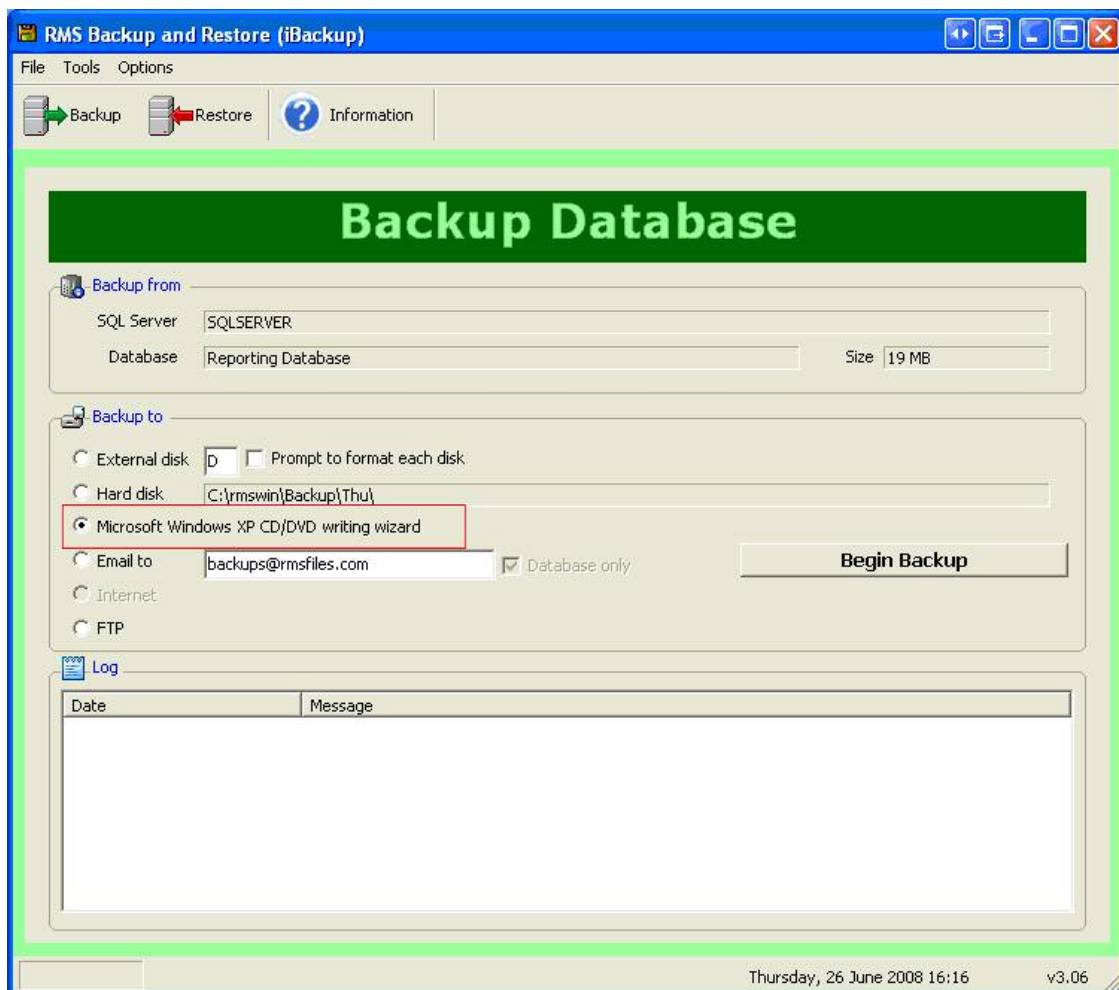 RMS Backup and Restore (iBackup)
File Tools Options
Backup Restore Information
Backup Database
Backup from
SQL Server SQLSERVER
Database Reporting Database Size 19 MB
Backup to
External disk D Prompt to format each disk
Hard disk C:\rmswin\Backup\Thu\
Microsoft Windows XP CD/DVD writing wizard
Email to backups@rmsfiles.com Database only Begin Backup
Internet
FTP
Log
Date Message
Thursday, 26 June 2008 16:16 v3.06